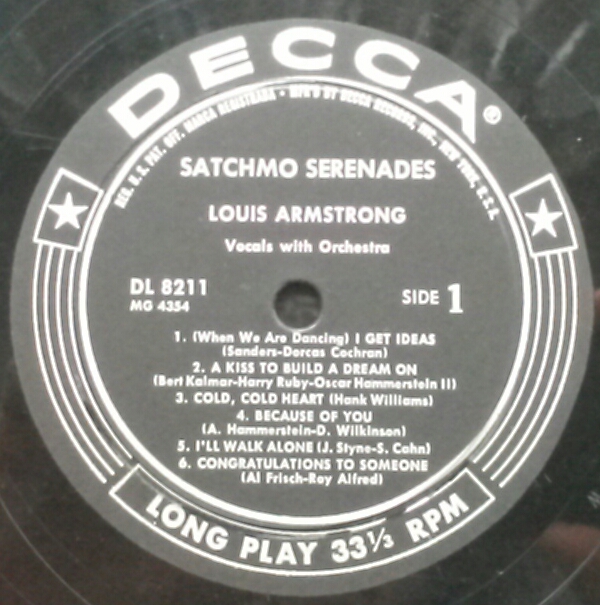 DECCA®
REG. U.S. PAT. OFF. MARCA REGISTRADA • MFR'D BY DECCA RECORDS, INC., NEW YORK, U.S.A.
SATCHMO SERENADES
LOUIS ARMSTRONG
Vocals with Orchestra
DL 8211
MG 4354
SIDE 1
1. (When We Are Dancing) I GET IDEAS
(Sanders-Dorcas Cochran)
2. A KISS TO BUILD A DREAM ON
(Bert Kalmar-Harry Ruby-Oscar Hammerstein II)
3. COLD, COLD HEART (Hank Williams)
4. BECAUSE OF YOU
(A. Hammerstein-D. Wilkinson)
5. I'LL WALK ALONE (J. Styne-S. Cahn)
6. CONGRATULATIONS TO SOMEONE
(Al Frisch-Roy Alfred)
LONG PLAY 33⅓ RPM